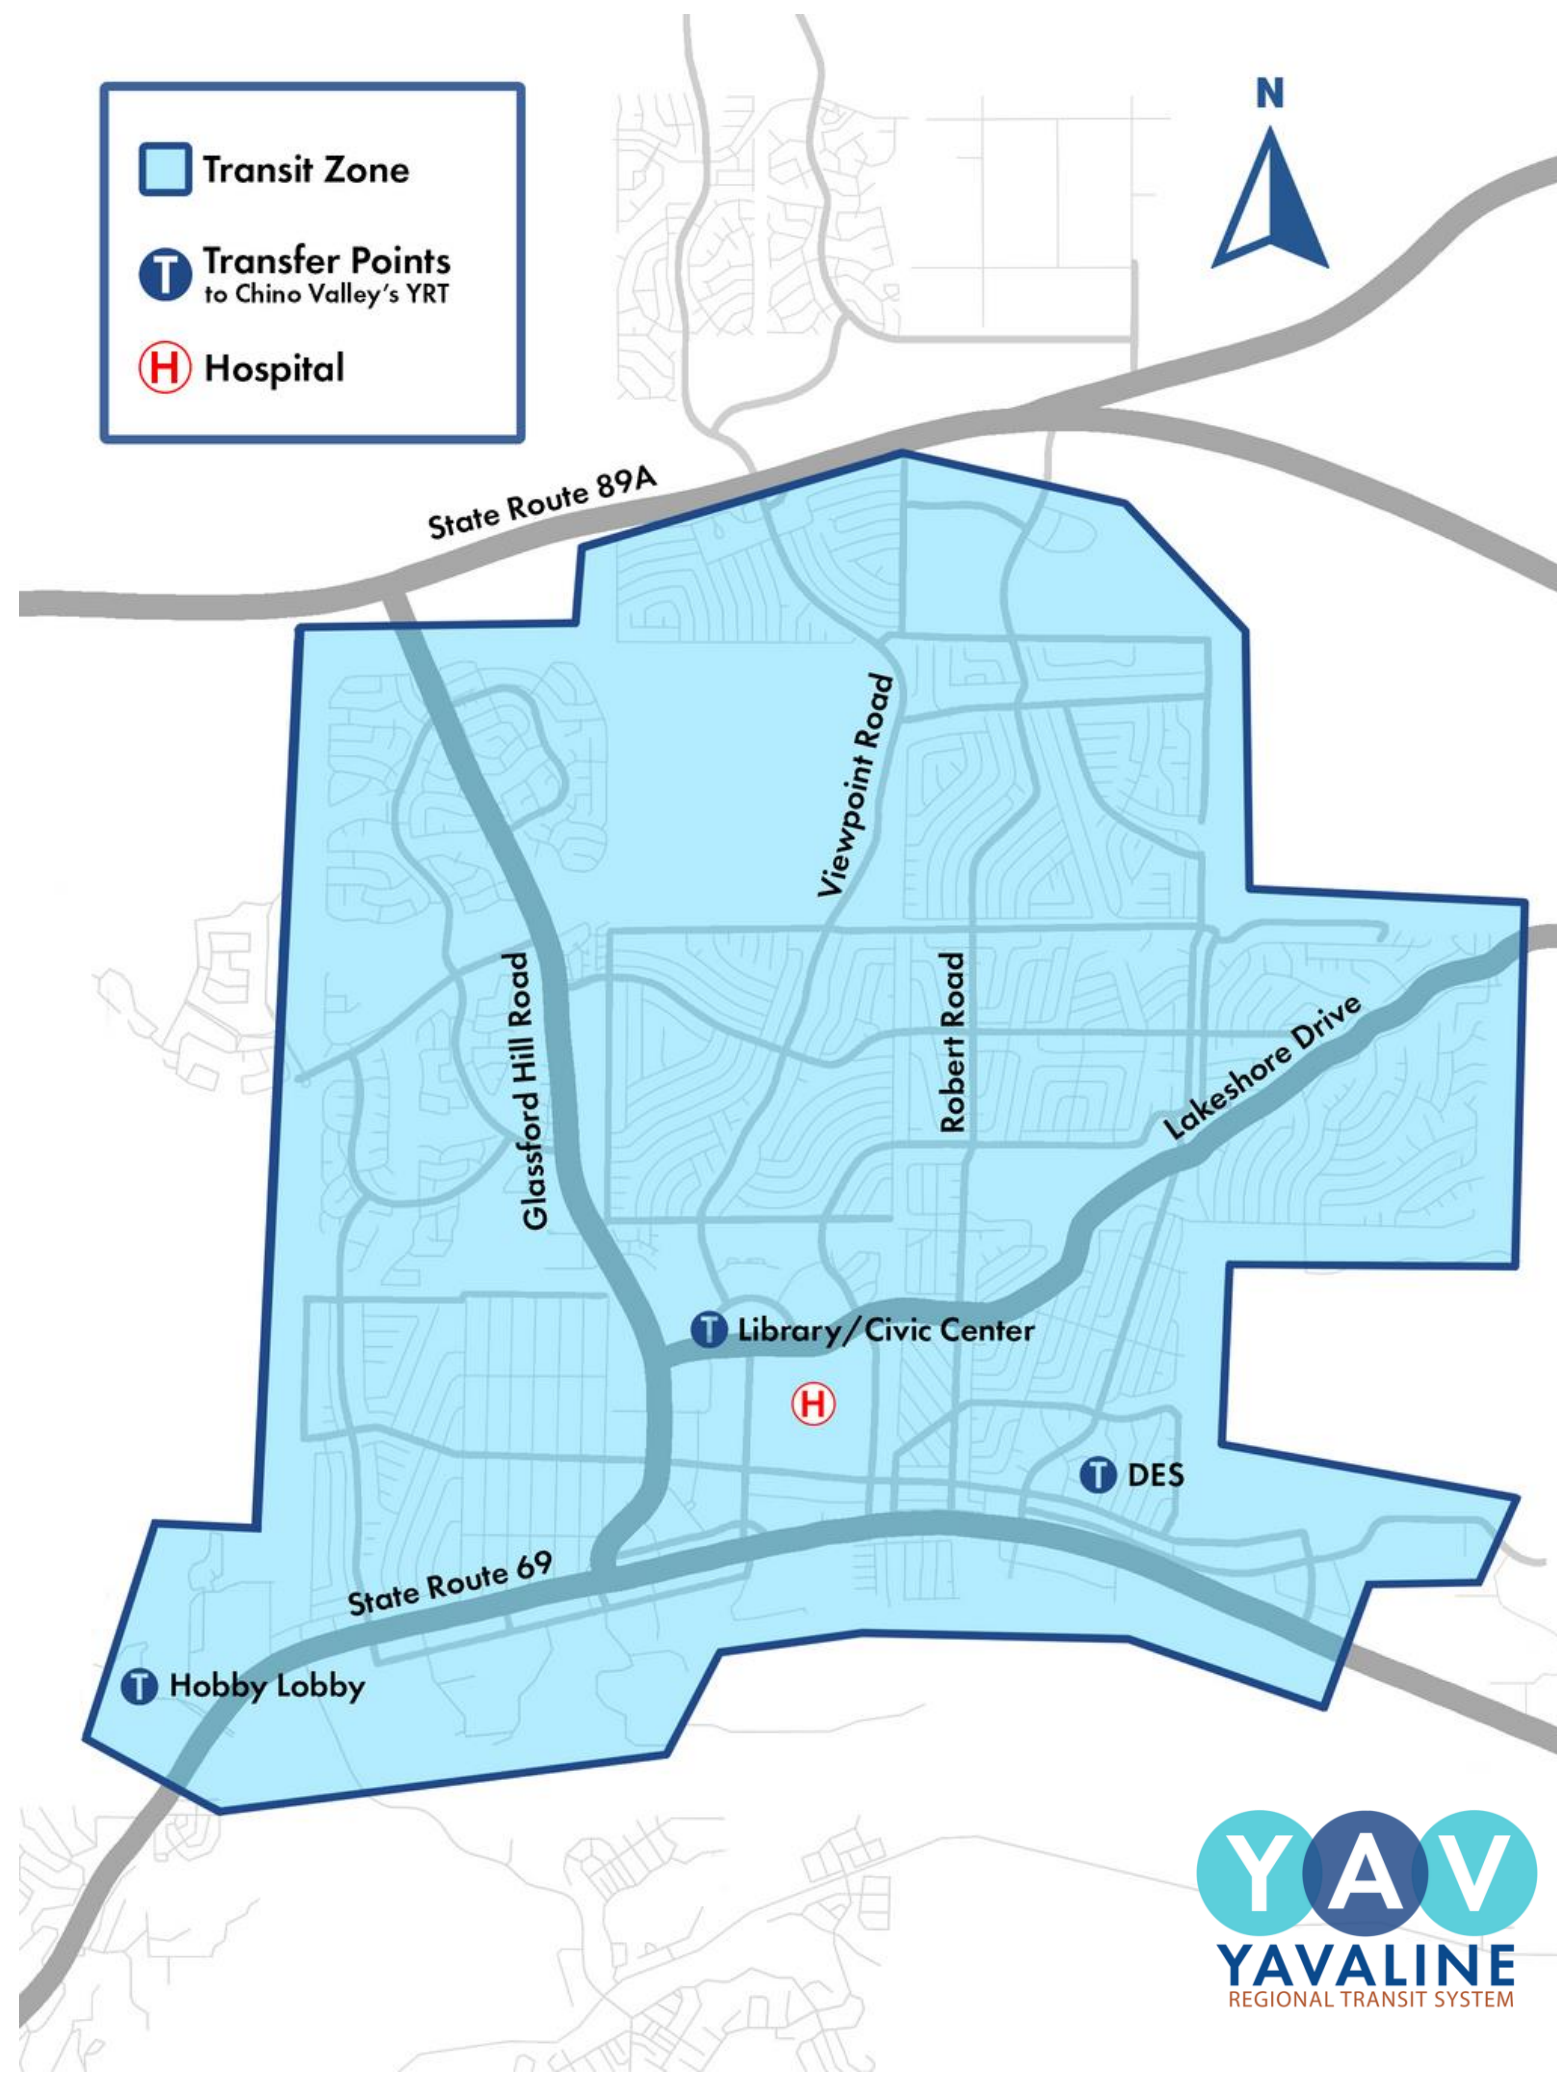 Transit Zone
T
Transfer Points
to Chino Valley's YRT
H
Hospital
N
State Route 89A
Viewpoint Road
Robert Road
Glassford Hill Road
Lakeshore Drive
T
Library/Civic Center
H
T
DES
State Route 69
T
Hobby Lobby
YAV
YAVALINE
REGIONAL TRANSIT SYSTEM